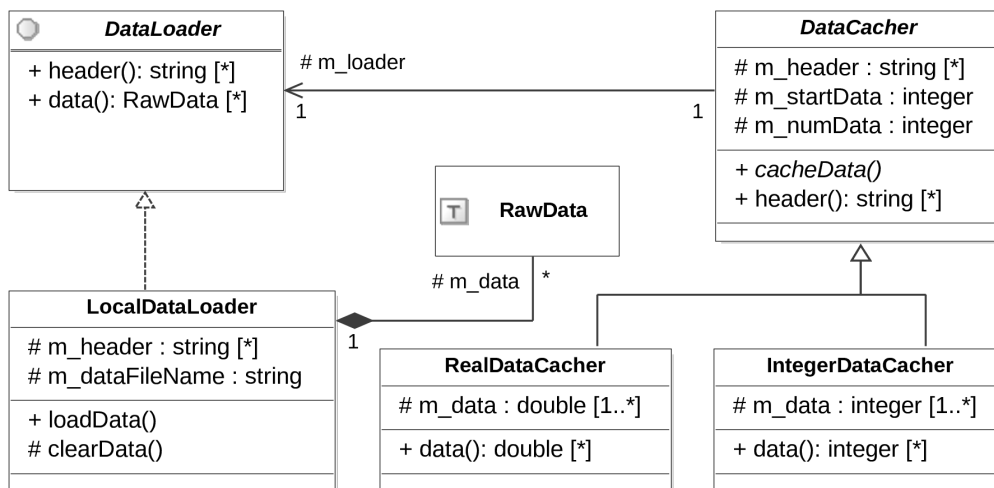 DataLoader
+ header(): string [*]
+ data(): RawData [*]
# m_loader
1
1
DataCacher
# m_header : string [*]
# m_startData : integer
# m_numData : integer
+ cacheData()
+ header(): string [*]
T
RawData
# m_data
*
1
LocalDataLoader
# m_header : string [*]
# m_dataFileName : string
+ loadData()
# clearData()
RealDataCacher
# m_data : double [1..*]
+ data(): double [*]
IntegerDataCacher
# m_data : integer [1..*]
+ data(): integer [*]